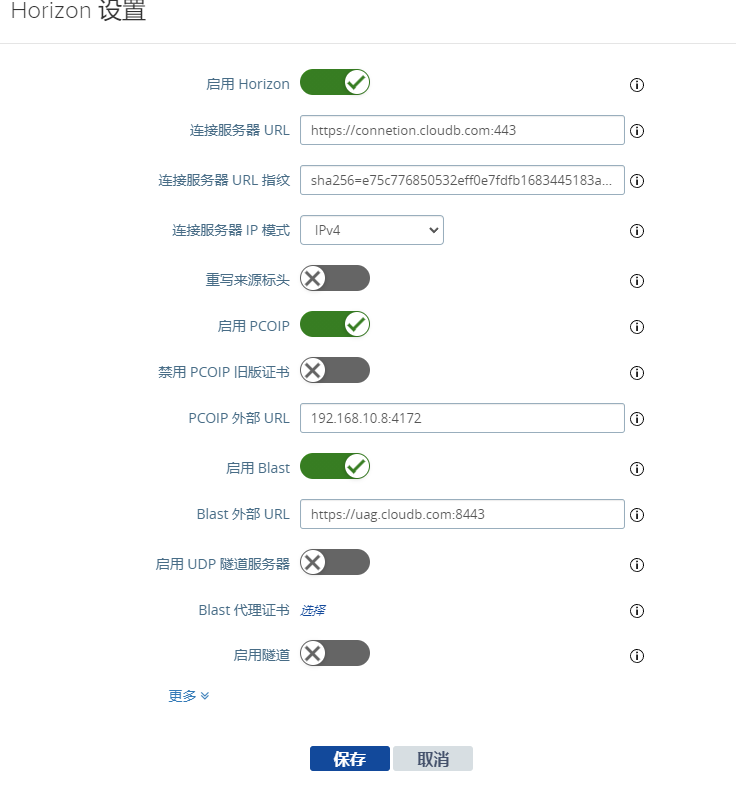 Horizon 设置
启用 Horizon
连接服务器 URL https://connetion.cloudb.com:443
连接服务器 URL 指纹 sha256=e75c776850532eff0e7fdfb1683445183a...
连接服务器 IP 模式 IPv4
重写来源标头
启用 PCOIP
禁用 PCOIP 旧版证书
PCOIP 外部 URL 192.168.10.8:4172
启用 Blast
Blast 外部 URL https://uag.cloudb.com:8443
启用 UDP 隧道服务器
Blast 代理证书 选择
启用隧道
更多
保存 取消